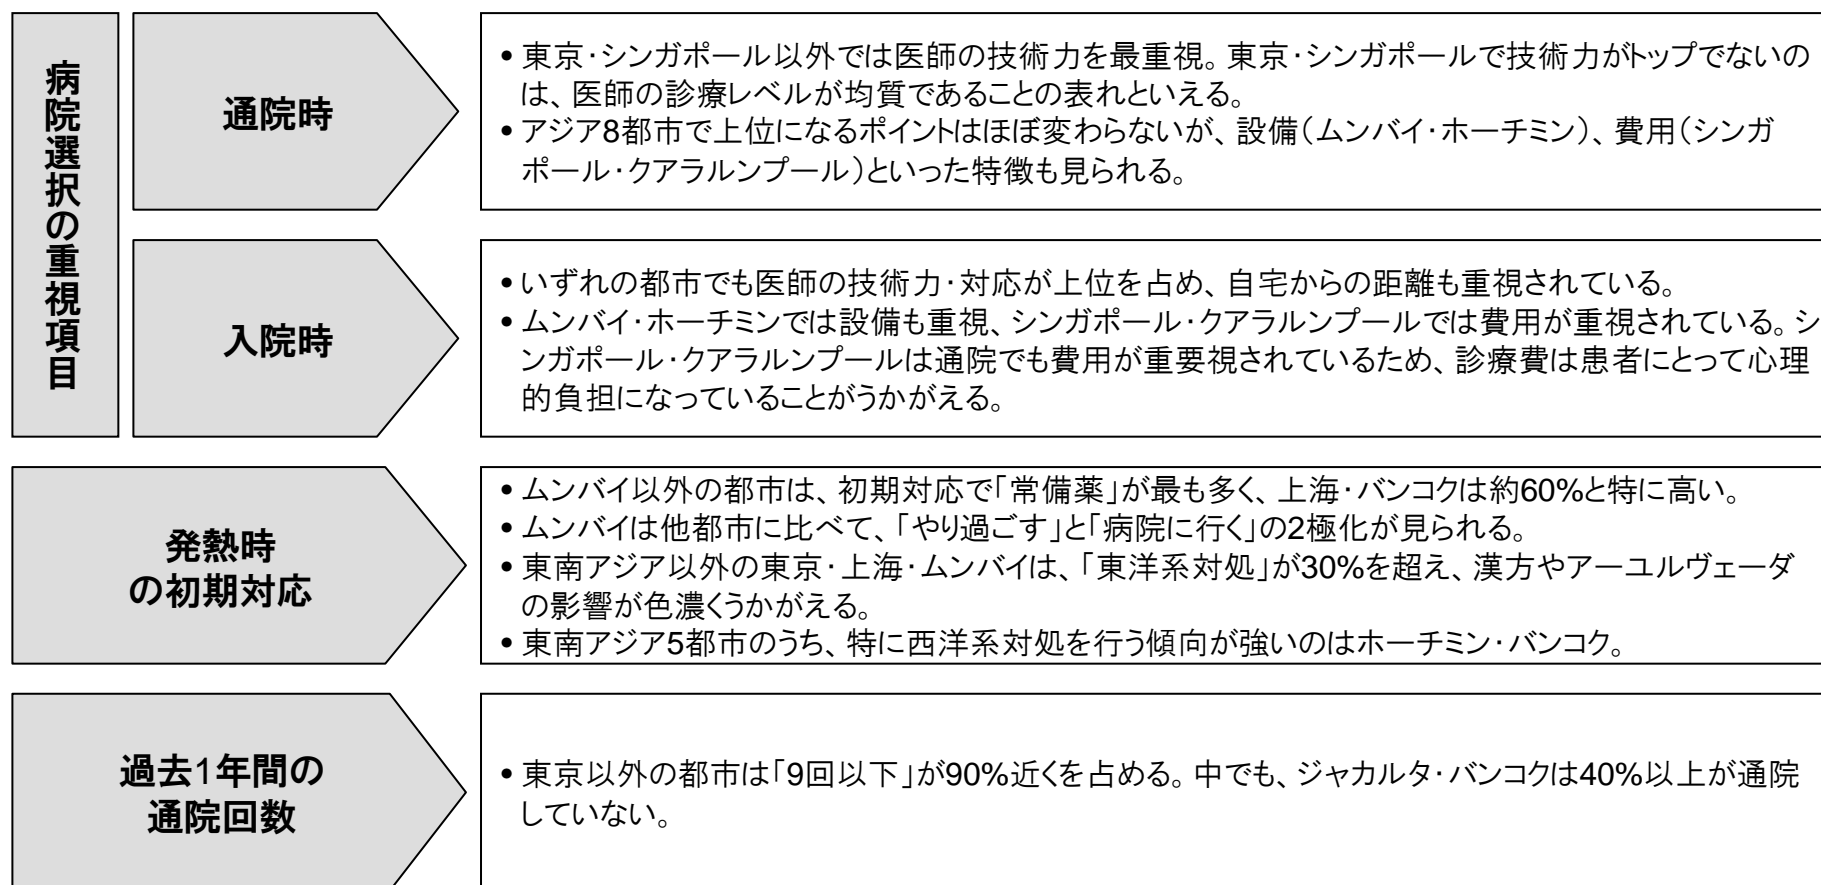 病院選択の重視項目
通院時
• 東京・シンガポール以外では医師の技術力を最重視。東京・シンガポールで技術力がトップでないの
は、医師の診療レベルが均質であることの表れといえる。
• アジア8都市で上位になるポイントはほぼ変わらないが、設備(ムンバイ・ホーチミン)、費用(シンガ
ポール・クアラルンプール)といった特徴も見られる。
入院時
• いずれの都市でも医師の技術力・対応が上位を占め、自宅からの距離も重視されている。
• ムンバイ・ホーチミンでは設備も重視、シンガポール・クアラルンプールでは費用が重視されている。シ
ンガポール・クアラルンプールは通院でも費用が重要視されているため、診療費は患者にとって心理
的負担になっていることがうかがえる。
発熱時
の初期対応
• ムンバイ以外の都市は、初期対応で「常備薬」が最も多く、上海・バンコクは約60%と特に高い。
• ムンバイは他都市に比べて、「やり過ごす」と「病院に行く」の2極化が見られる。
• 東南アジア以外の東京・上海・ムンバイは、「東洋系対処」が30%を超え、漢方やアーユルヴェーダ
の影響が色濃くうかがえる。
• 東南アジア5都市のうち、特に西洋系対処を行う傾向が強いのはホーチミン・バンコク。
過去1年間の
通院回数
• 東京以外の都市は「9回以下」が90%近くを占める。中でも、ジャカルタ・バンコクは40%以上が通院
していない。